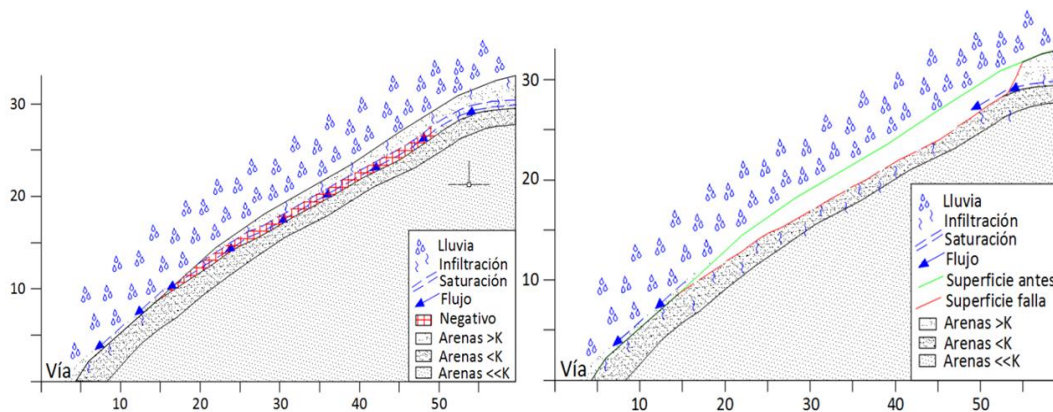 30
20
10
Vía
10
20
30
40
50
Lluvia
Infiltración
Saturación
Flujo
Negativo
Arenas >K
Arenas <K
Arenas <<K
30
20
10
Vía
10
20
30
40
50
Lluvia
Infiltración
Saturación
Flujo
Superficie antes
Superficie falla
Arenas >K
Arenas <K
Arenas <<K